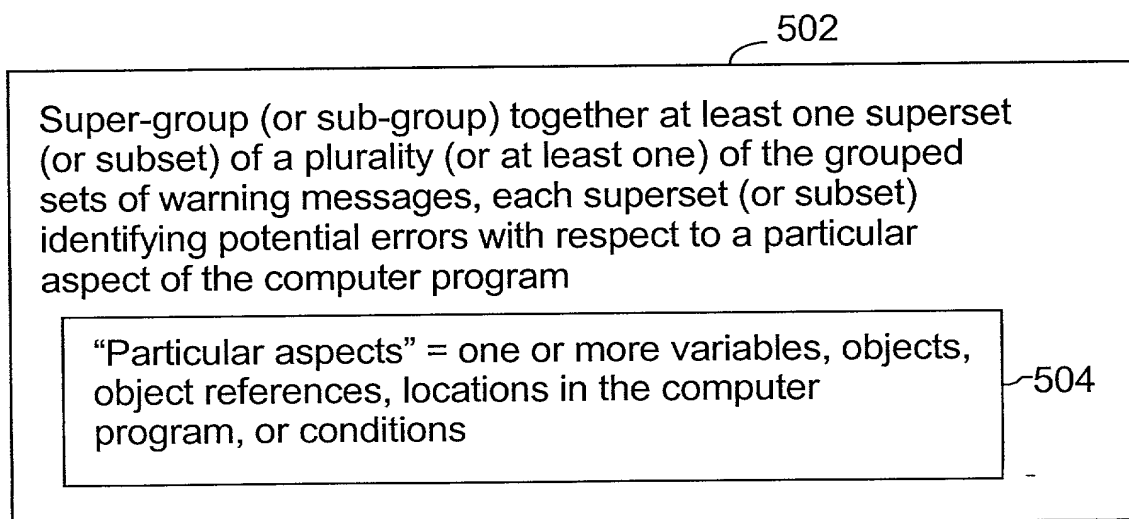 502
Super-group (or sub-group) together at least one superset
(or subset) of a plurality (or at least one) of the grouped
sets of warning messages, each superset (or subset)
identifying potential errors with respect to a particular
aspect of the computer program
“Particular aspects” = one or more variables, objects,
object references, locations in the computer
program, or conditions
504